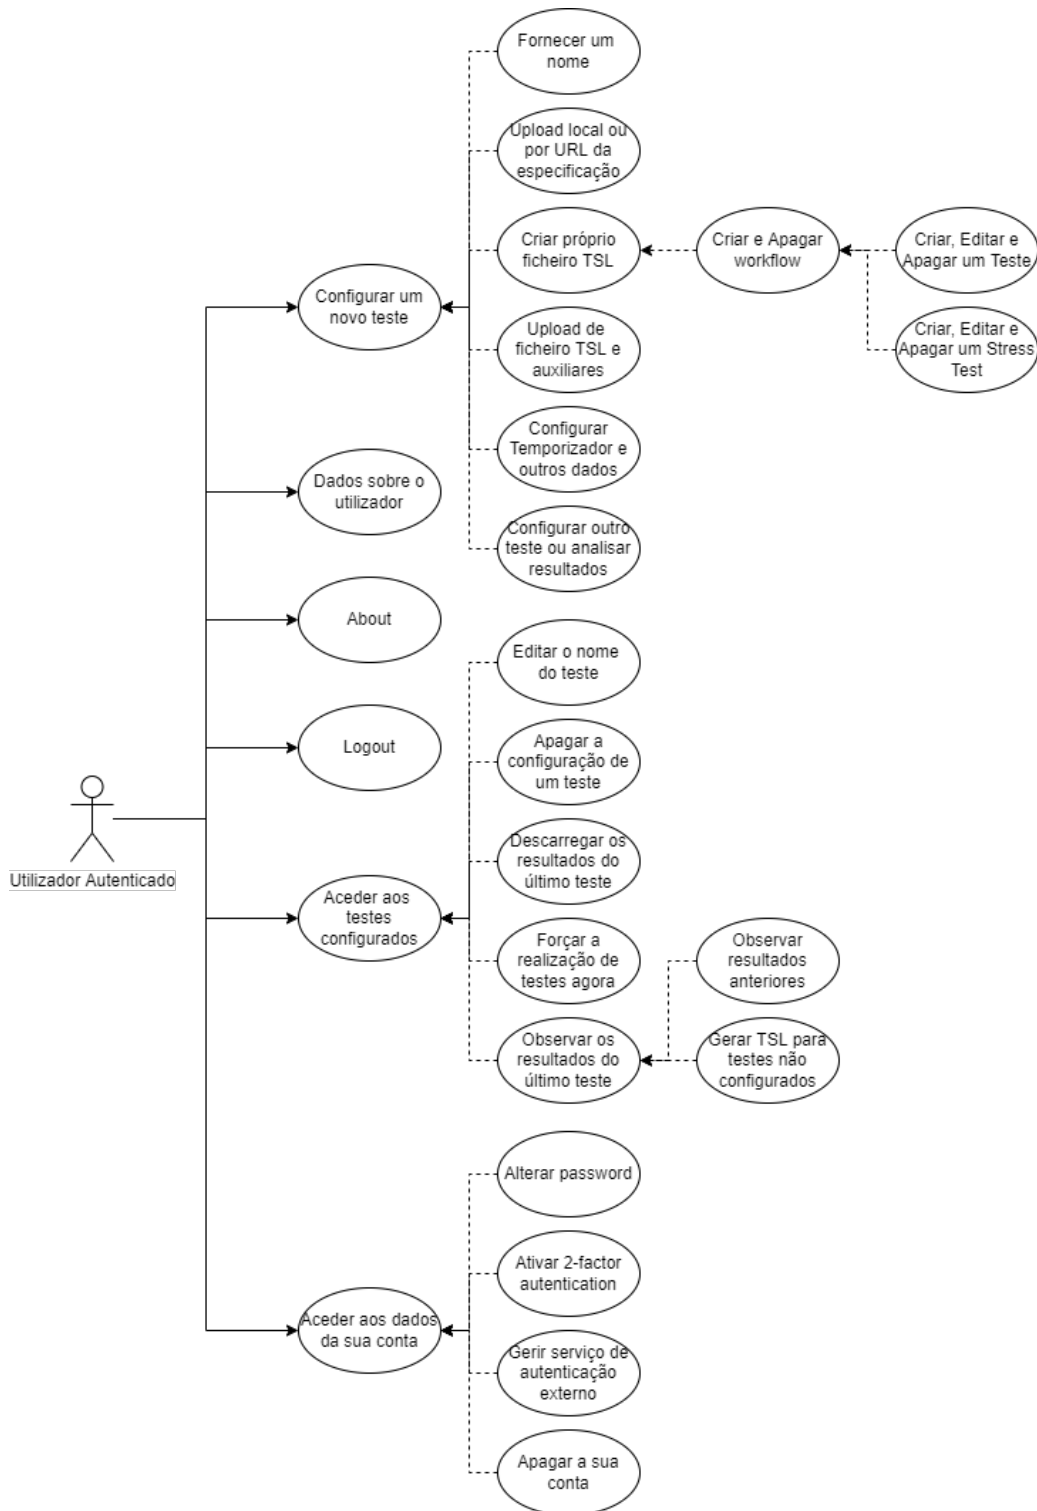 Fornecer um
nome
Upload local ou
por URL da
especificação
Criar próprio
ficheiro TSL
Criar e Apagar
workflow
Criar, Editar e
Apagar um Teste
Configurar um
novo teste
Upload de
ficheiro TSL e
auxiliares
Criar, Editar e
Apagar um Stress
Test
Configurar
Temporizador e
outros dados
Dados sobre o
utilizador
Configurar outro
teste ou analisar
resultados
About
Editar o nome
do teste
Logout
Apagar a
configuração de
um teste
Utilizador Autenticado
Descarregar os
resultados do
último teste
Aceder aos
testes
configurados
Forçar a
realização de
testes agora
Observar
resultados
anteriores
Observar os
resultados do
último teste
Gerar TSL para
testes não
configurados
Alterar password
Ativar 2-factor
autentication
Aceder aos dados
da sua conta
Gerir serviço de
autenticação
externo
Apagar a sua
conta